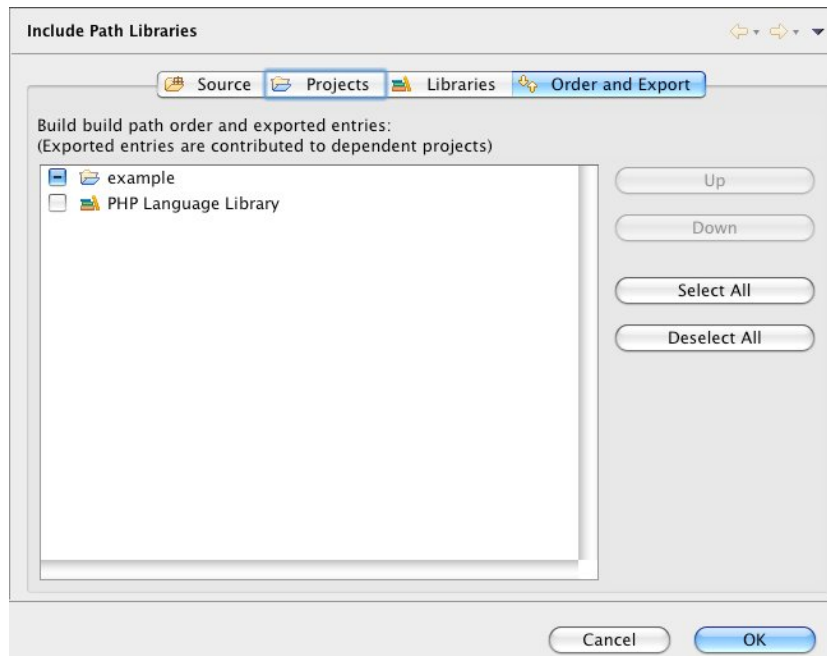 Include Path Libraries
Source Projects Libraries Order and Export
Build build path order and exported entries:
(Exported entries are contributed to dependent projects)
example
PHP Language Library
Up
Down
Select All
Deselect All
Cancel OK